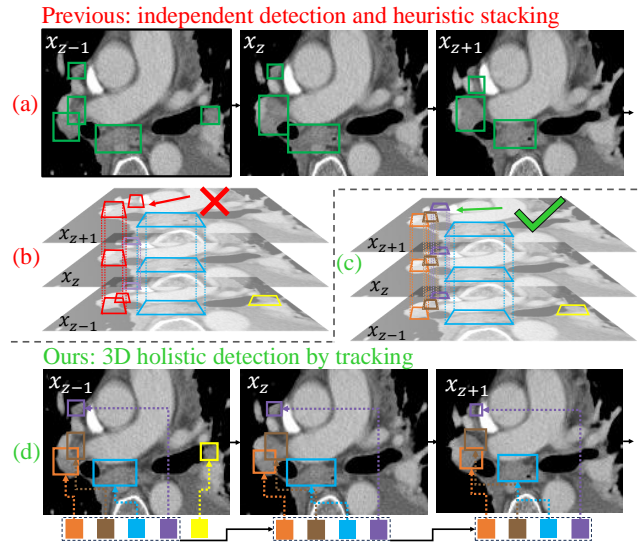 Previous: independent detection and heuristic stacking
x_{z-1}
x_z
x_{z+1}
(a)
(b)
x_{z+1}
x_z
x_{z-1}
(c)
x_{z+1}
x_z
x_{z-1}
Ours: 3D holistic detection by tracking
x_{z-1}
x_z
x_{z+1}
(d)